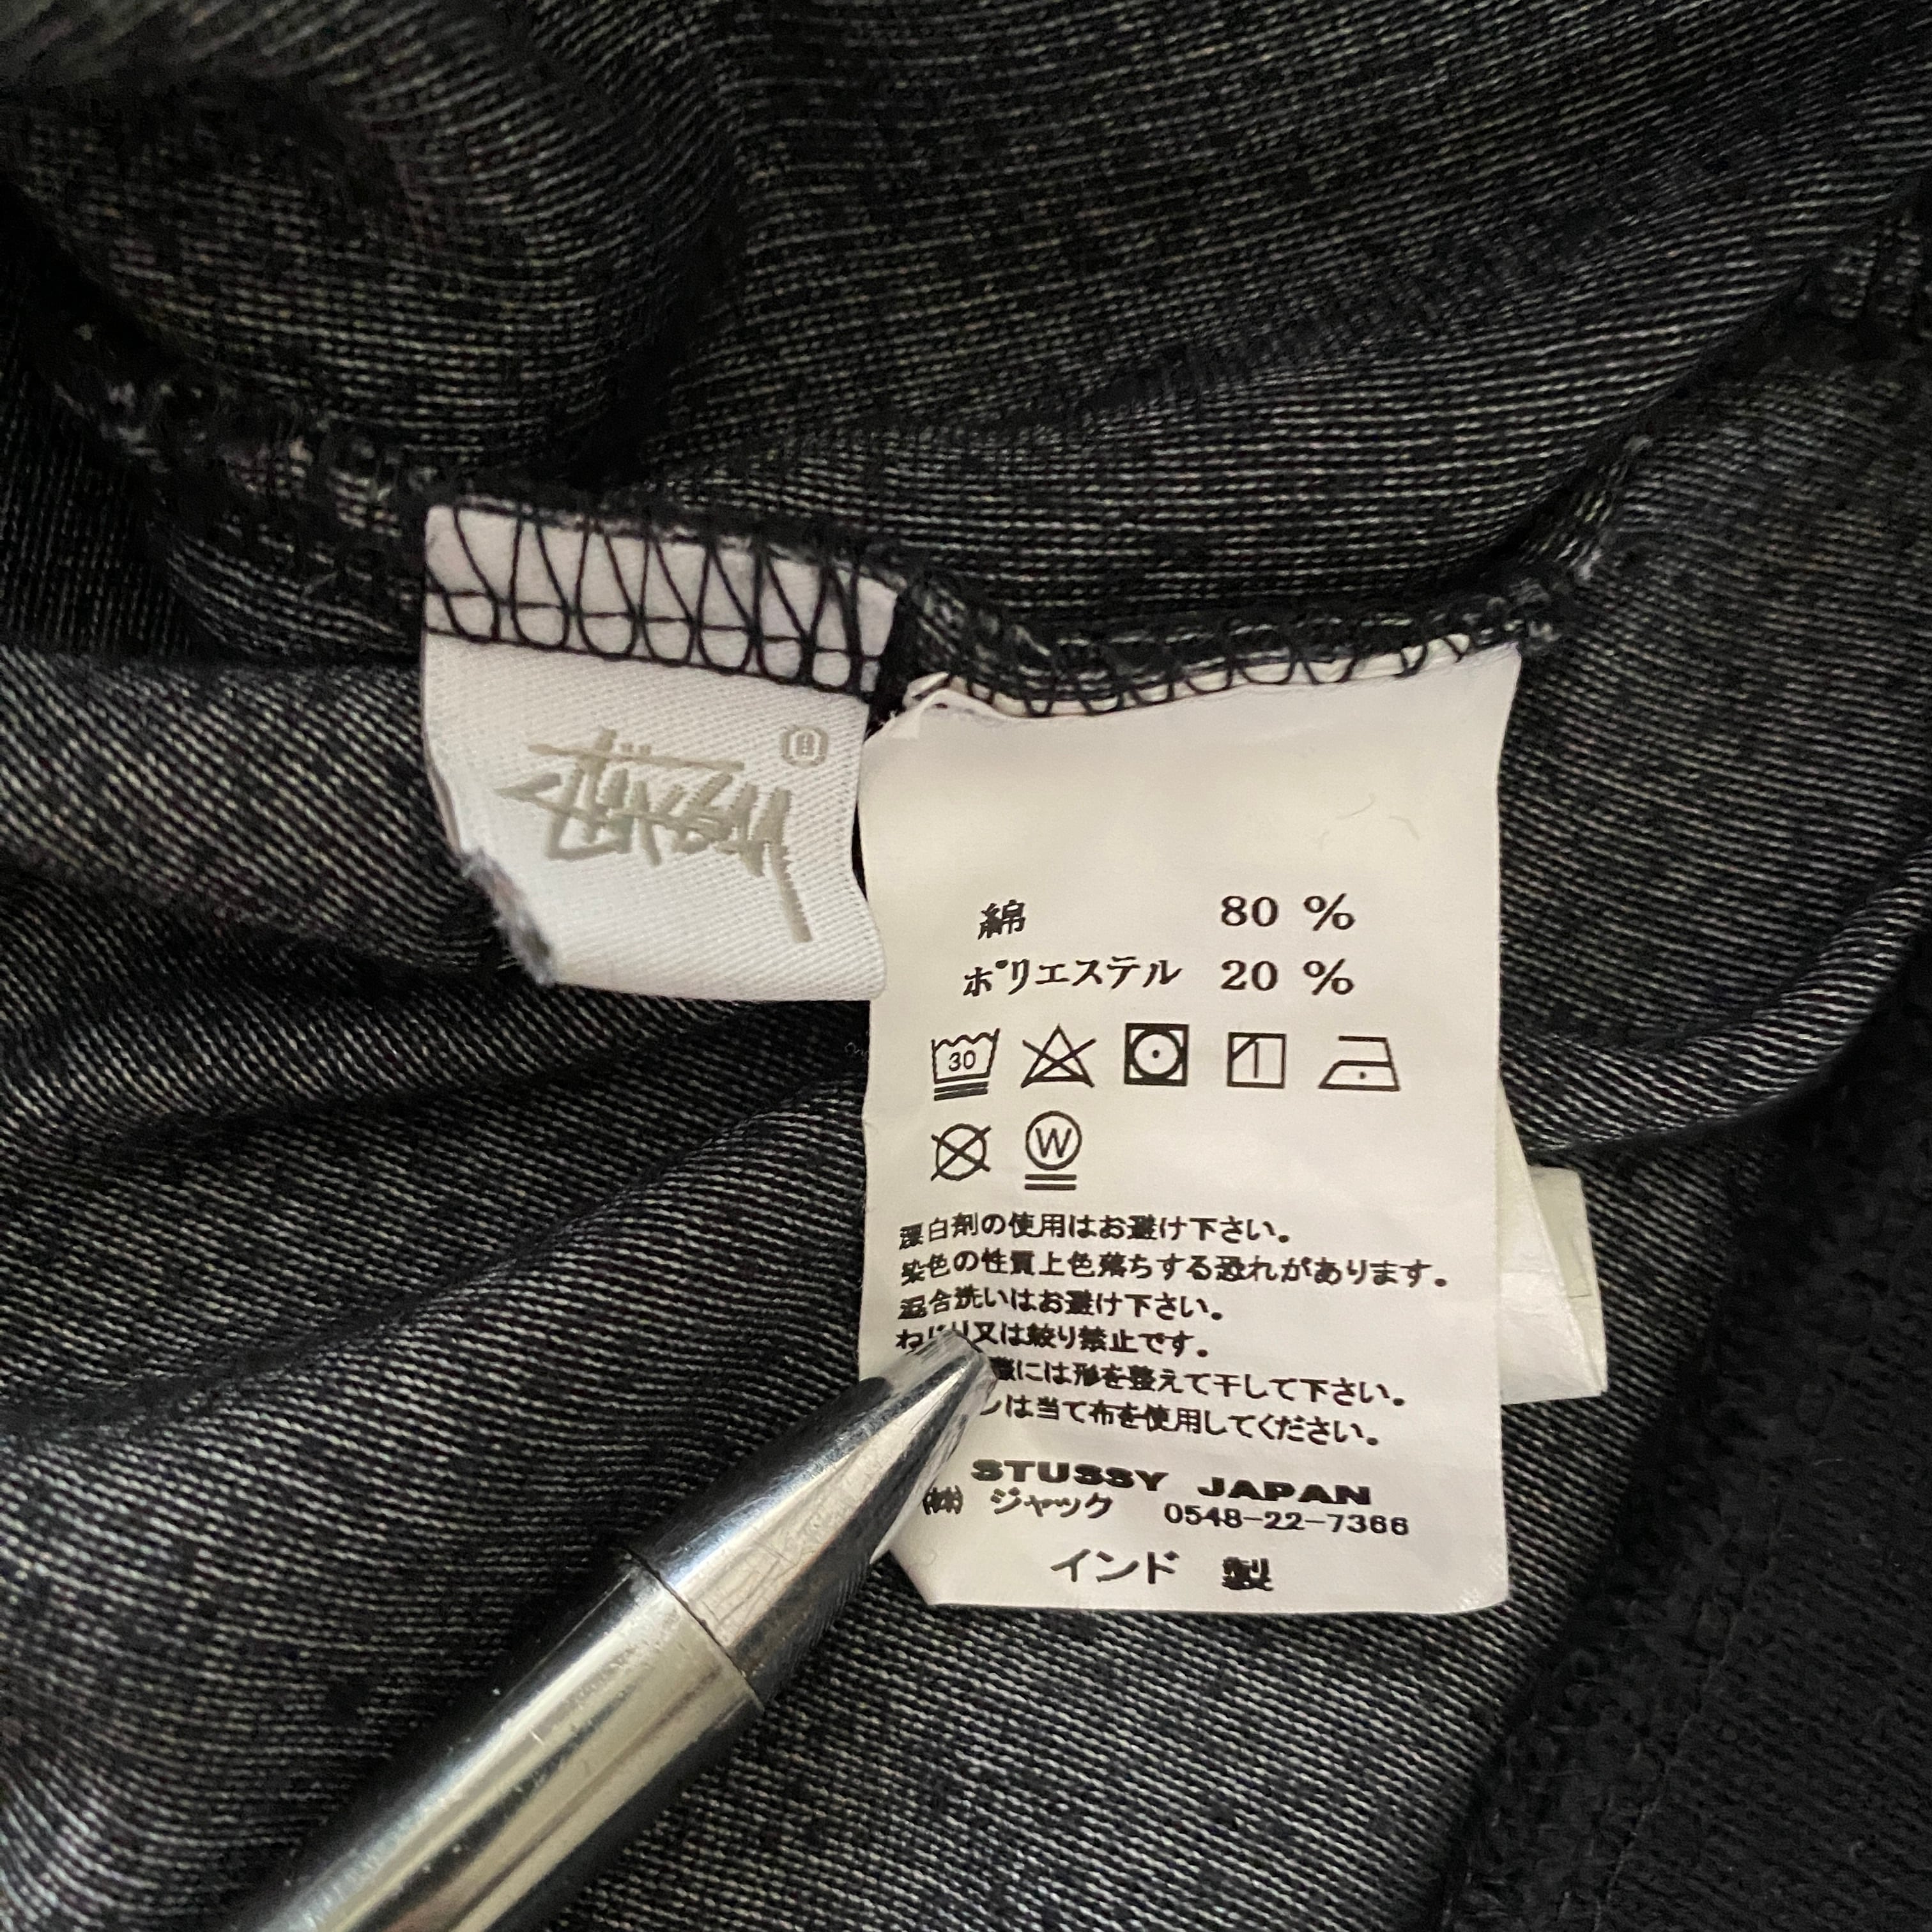 STÜSSY ®
綿 80 %
ポリエステル 20 %
30
W
漂白剤の使用はお避け下さい。
染色の性質上色落ちする恐れがあります。
混合洗いはお避け下さい。
ねじり又は絞り禁止です。
際には形を整えて干して下さい。
ンは当て布を使用してください。
STUSSY JAPAN
㈱ ジャック 0548-22-7366
インド 製